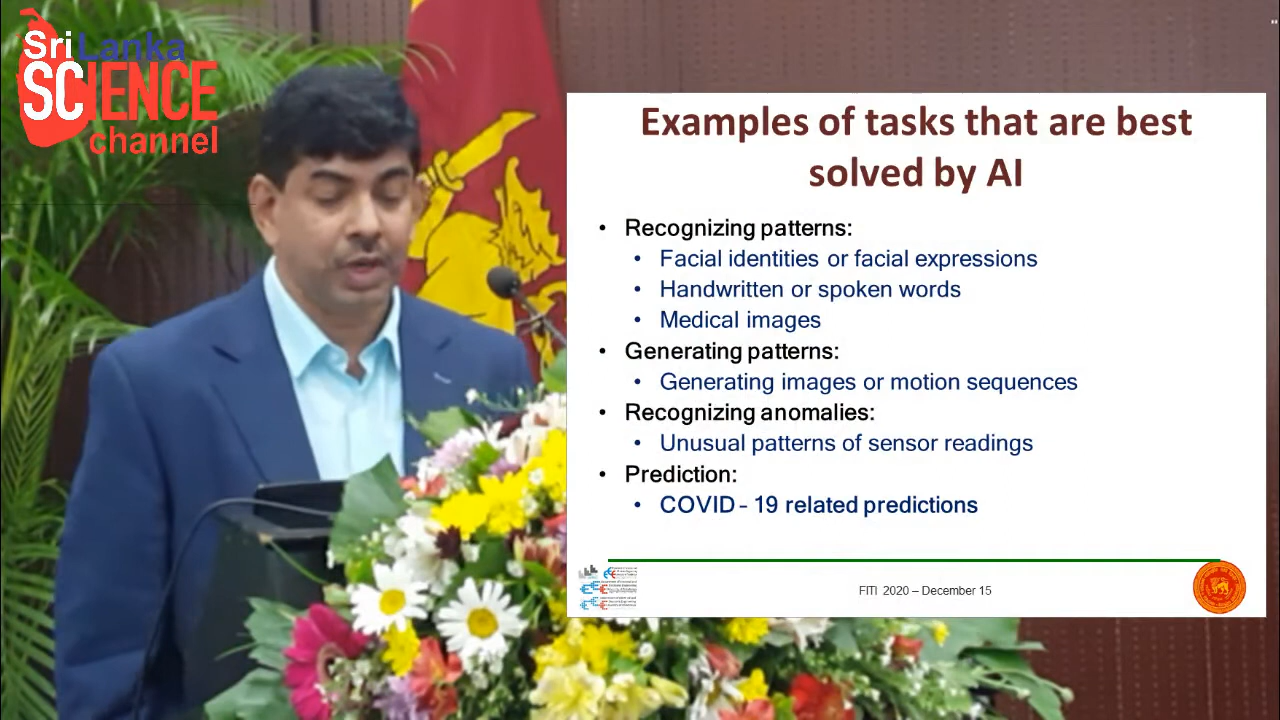 Sri Lanka
SCIENCE
channel
Examples of tasks that are best
solved by AI
• Recognizing patterns:
• Facial identities or facial expressions
• Handwritten or spoken words
• Medical images
• Generating patterns:
• Generating images or motion sequences
• Recognizing anomalies:
• Unusual patterns of sensor readings
• Prediction:
• COVID – 19 related predictions
FITI 2020 – December 15